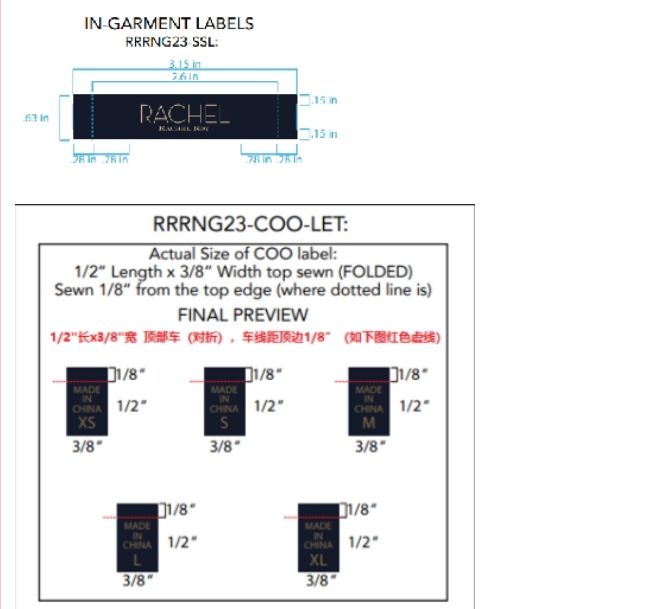 IN-GARMENT LABELS
RRRNG23-SSL:
3.15 in
2.6 in
.15 in
.63 in
RACHEL
RACHEL ROY
.15 in
.28 in .78 in
.78 in .28 in
RRRNG23-COO-LET:
Actual Size of COO label:
1/2" Length x 3/8" Width top sewn (FOLDED)
Sewn 1/8" from the top edge (where dotted line is)
FINAL PREVIEW
1/2"长x3/8"宽 顶部车(对折),车线距顶边1/8" (如下图红色虚线)
1/8" 1/8" 1/8"
MADE IN CHINA XS 1/2" MADE IN CHINA S 1/2" MADE IN CHINA M 1/2"
3/8" 3/8" 3/8"
1/8" 1/8"
MADE IN CHINA L 1/2" MADE IN CHINA XL 1/2"
3/8" 3/8"